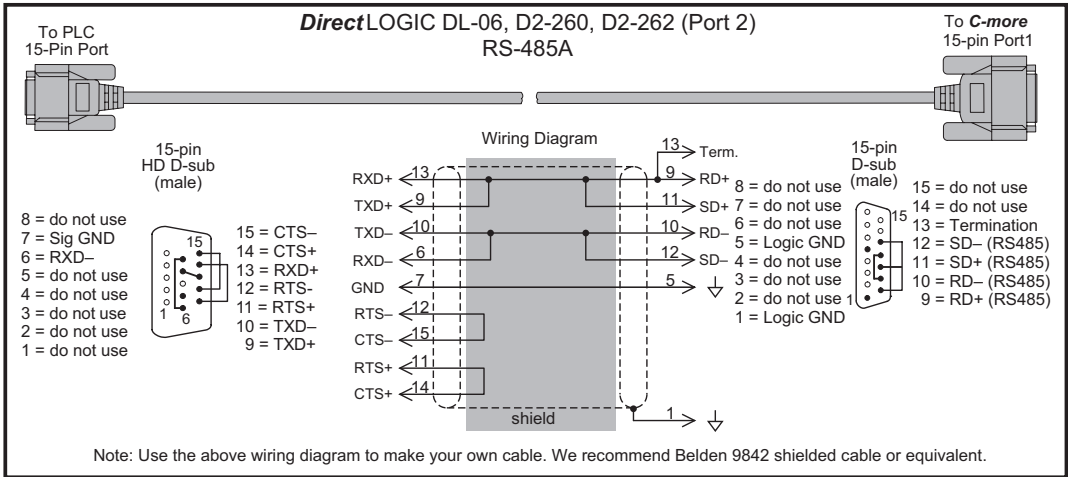 DirectLOGIC DL-06, D2-260, D2-262 (Port 2)
RS-485A
To PLC
15-Pin Port
To C-more
15-pin Port1
15-pin
HD D-sub
(male)
8 = do not use
7 = Sig GND
6 = RXD–
5 = do not use
4 = do not use
3 = do not use
2 = do not use
1 = do not use
15
1
6
15 = CTS–
14 = CTS+
13 = RXD+
12 = RTS-
11 = RTS+
10 = TXD–
9 = TXD+
Wiring Diagram
13 Term.
RXD+ 13 9 RD+
TXD+ 9 11 SD+
TXD– 10 10 RD–
RXD– 6 12 SD–
GND 7 5
RTS– 12
CTS– 15
RTS+ 11
CTS+ 14
shield
1
15-pin
D-sub
(male)
8 = do not use
7 = do not use
6 = do not use
5 = Logic GND
4 = do not use
3 = do not use
2 = do not use
1 = Logic GND
15
1
15 = do not use
14 = do not use
13 = Termination
12 = SD– (RS485)
11 = SD+ (RS485)
10 = RD– (RS485)
9 = RD+ (RS485)
Note: Use the above wiring diagram to make your own cable. We recommend Belden 9842 shielded cable or equivalent.